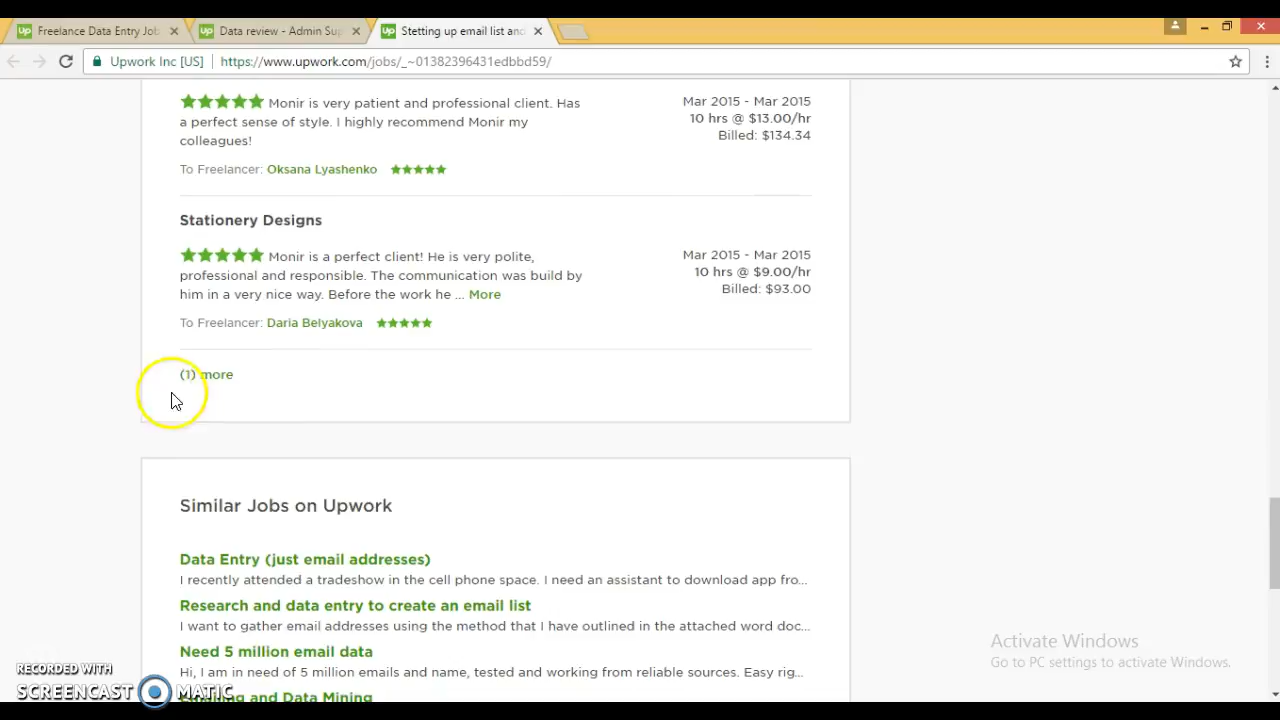 Up Freelance Data Entry Job
Up Data review - Admin Sup
Up Stetting up email list and
Upwork Inc [US] https://www.upwork.com/jobs/_~01382396431edbbd59/
Monir is very patient and professional client. Has
a perfect sense of style. I highly recommend Monir my
colleagues!
Mar 2015 - Mar 2015
10 hrs @ $13.00/hr
Billed: $134.34
To Freelancer: Oksana Lyashenko
Stationery Designs
Monir is a perfect client! He is very polite,
professional and responsible. The communication was build by
him in a very nice way. Before the work he ... More
Mar 2015 - Mar 2015
10 hrs @ $9.00/hr
Billed: $93.00
To Freelancer: Daria Belyakova
(1) more
Similar Jobs on Upwork
Data Entry (just email addresses)
I recently attended a tradeshow in the cell phone space. I need an assistant to download app fro...
Research and data entry to create an email list
I want to gather email addresses using the method that I have outlined in the attached word doc...
Need 5 million email data
Hi, I am in need of 5 million emails and name, tested and working from reliable sources. Easy rig...
and Data Mining
Activate Windows
Go to PC settings to activate Windows.
RECORDED WITH
SCREENCAST MATIC